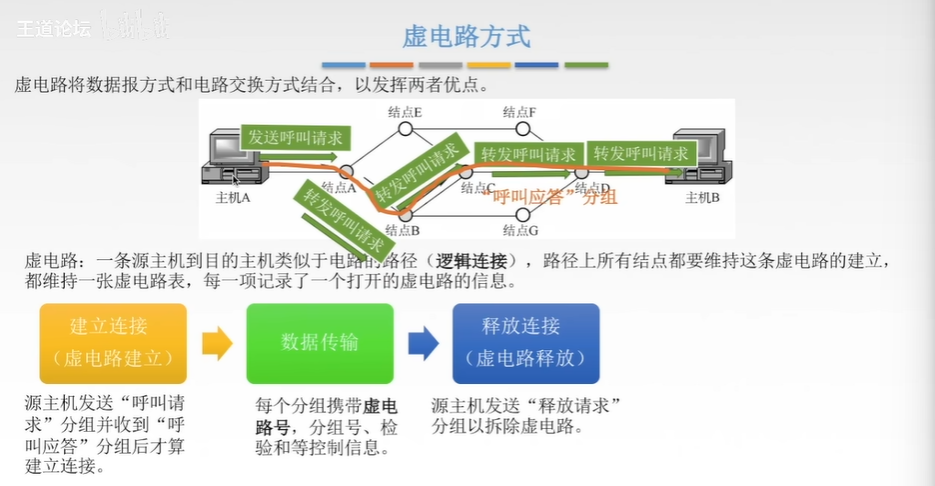 王道论坛
虚电路方式
虚电路将数据报方式和电路交换方式结合，以发挥两者优点。
结点E
结点F
发送呼叫请求
转发呼叫请求
转发呼叫请求
转发呼叫请求
主机A
结点A
转发呼叫请求
结点C
“呼叫应答”分组
结点D
主机B
结点B
结点G
虚电路：一条源主机到目的主机类似于电路的路径（逻辑连接），路径上所有结点都要维持这条虚电路的建立，
都维持一张虚电路表，每一项记录了一个打开的虚电路的信息。
建立连接
（虚电路建立）
数据传输
释放连接
（虚电路释放）
源主机发送“呼叫请
求”分组并收到“呼
叫应答”分组后才算
建立连接。
每个分组携带虚电
路号，分组号、检
验和等控制信息。
源主机发送“释放请求”
分组以拆除虚电路。